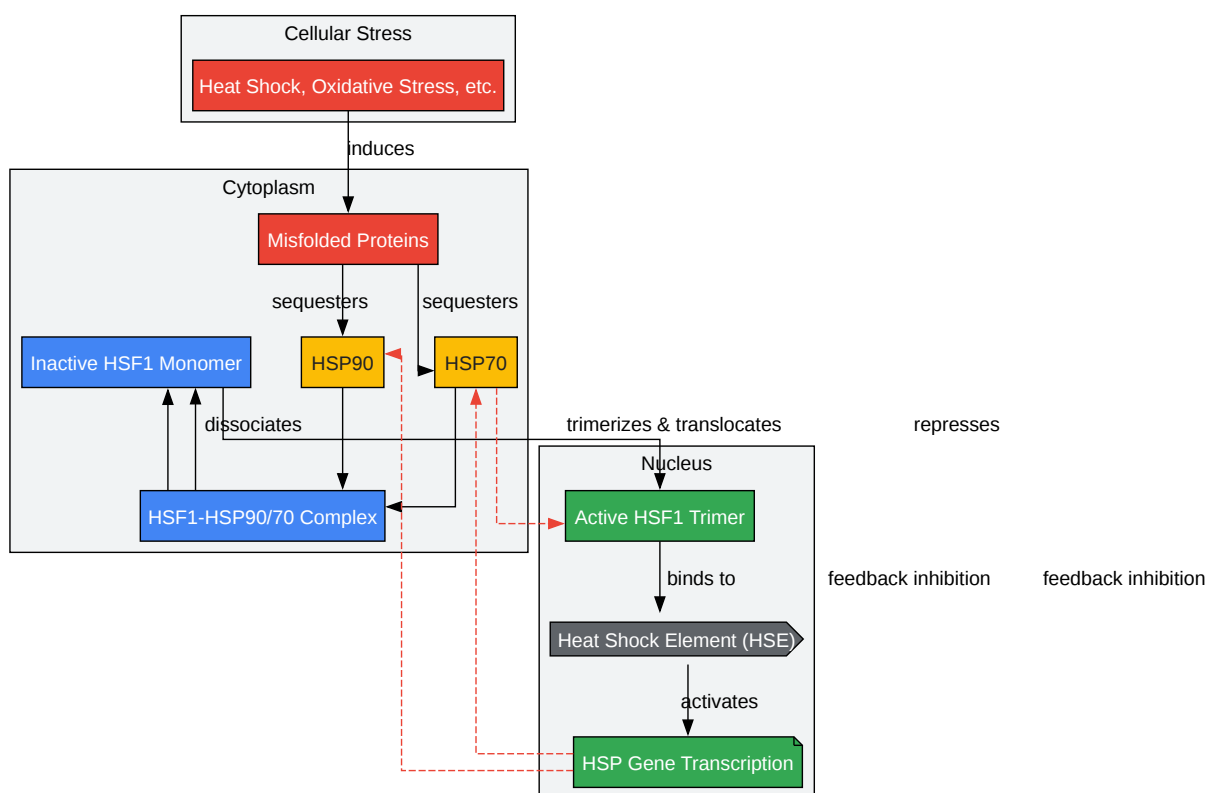 Cellular Stress
Heat Shock, Oxidative Stress, etc.
induces
Cytoplasm
Misfolded Proteins
sequesters
sequesters
Inactive HSF1 Monomer
HSP90
HSP70
dissociates
trimerizes & translocates
represses
Nucleus
HSF1-HSP90/70 Complex
Active HSF1 Trimer
binds to
feedback inhibition
feedback inhibition
Heat Shock Element (HSE)
activates
HSP Gene Transcription